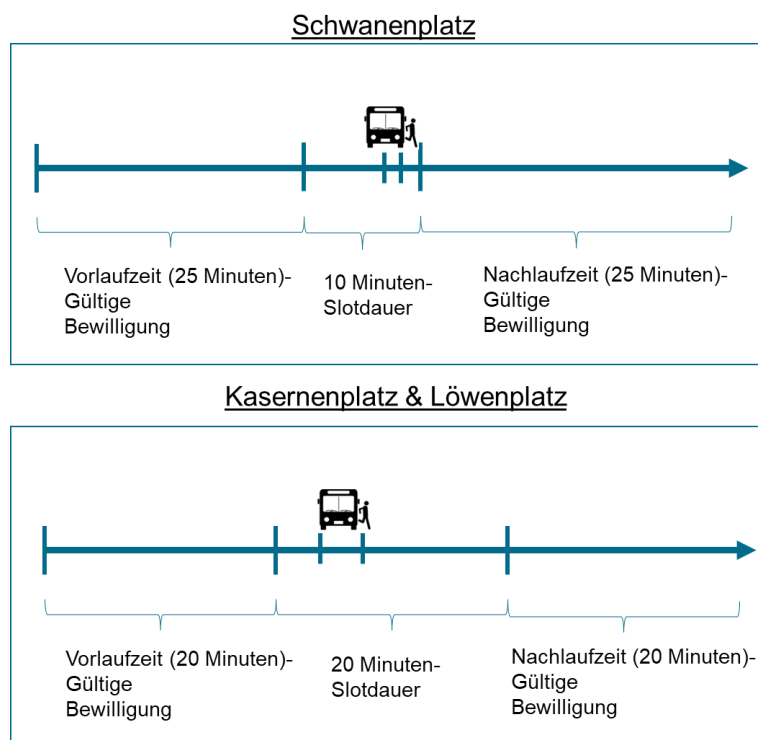 Schwanenplatz
Vorlaufzeit (25 Minuten)-
Gültige
Bewilligung
10 Minuten-
Slotdauer
Nachlaufzeit (25 Minuten)-
Gültige
Bewilligung
Kasernenplatz & Löwenplatz
Vorlaufzeit (20 Minuten)-
Gültige
Bewilligung
20 Minuten-
Slotdauer
Nachlaufzeit (20 Minuten)-
Gültige
Bewilligung